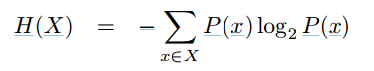 H(X) = − ∑ P(x) log₂ P(x)
x∈X